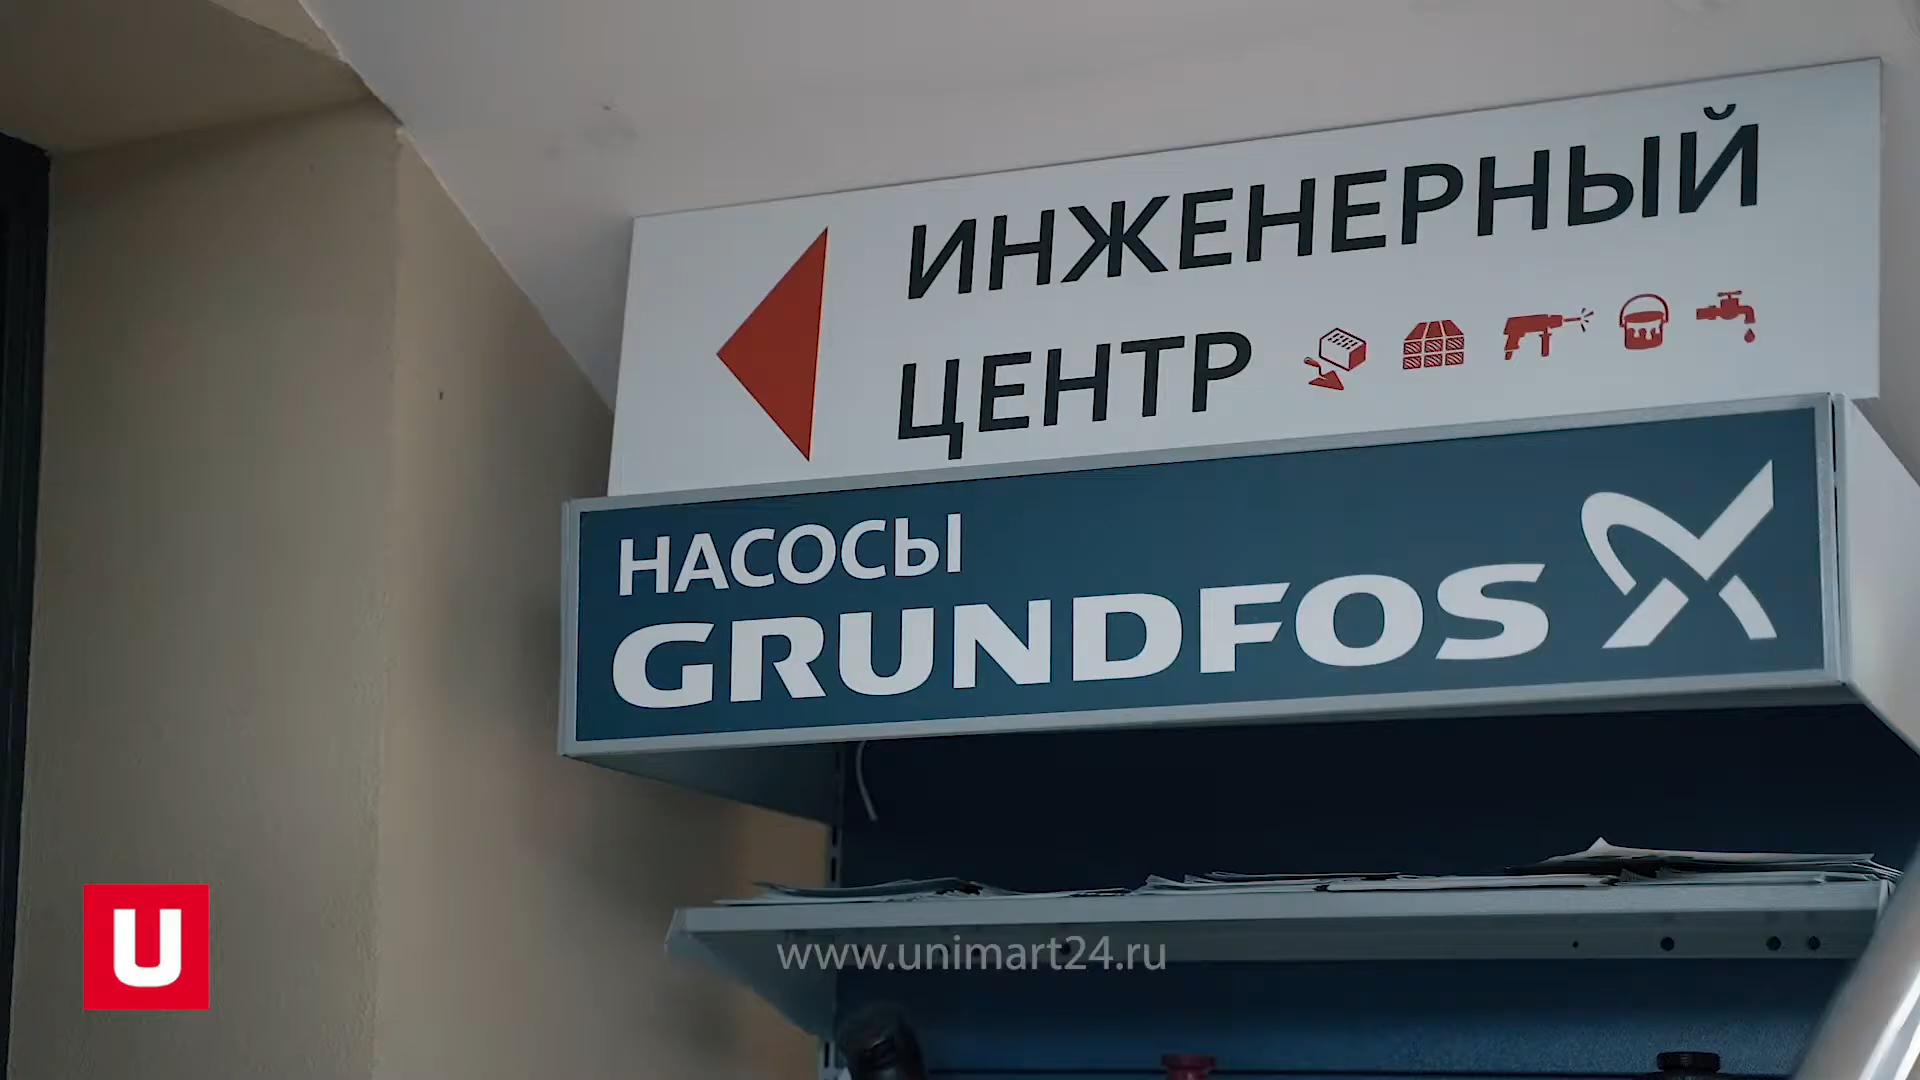 ИНЖЕНЕРНЫЙ
ЦЕНТР
НАСОСЫ
GRUNDFOS
U
www.unimart24.ru